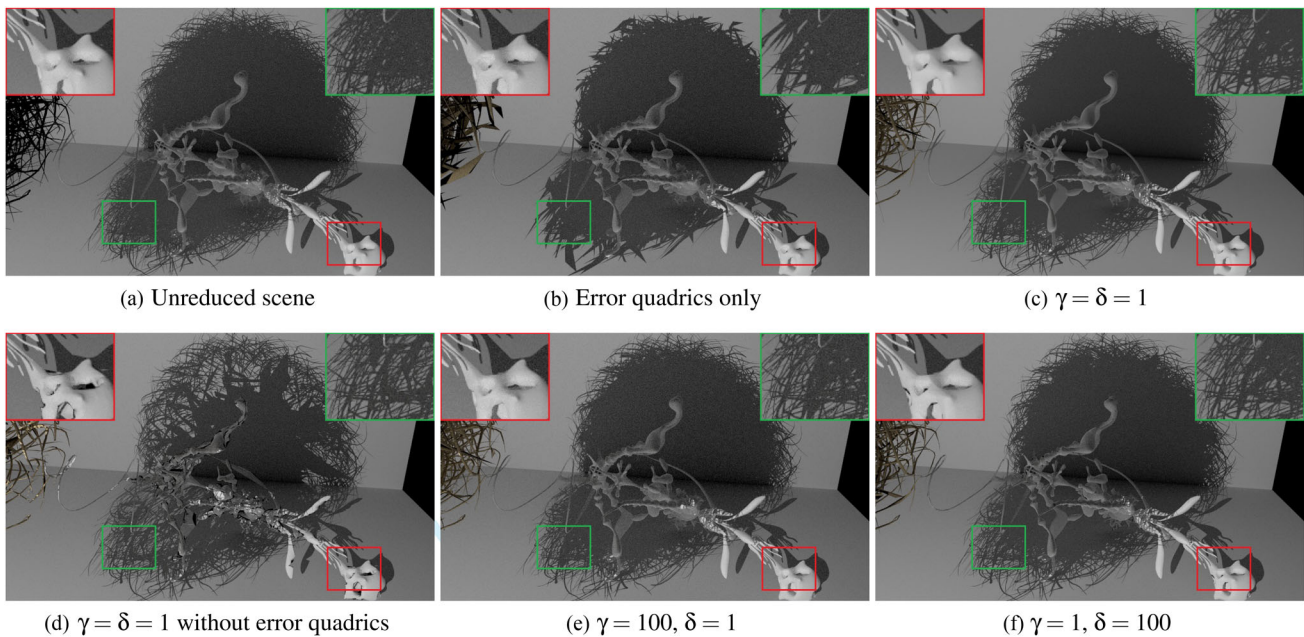 (a) Unreduced scene
(b) Error quadrics only
(c) γ = δ = 1
(d) γ = δ = 1 without error quadrics
(e) γ = 100, δ = 1
(f) γ = 1, δ = 100